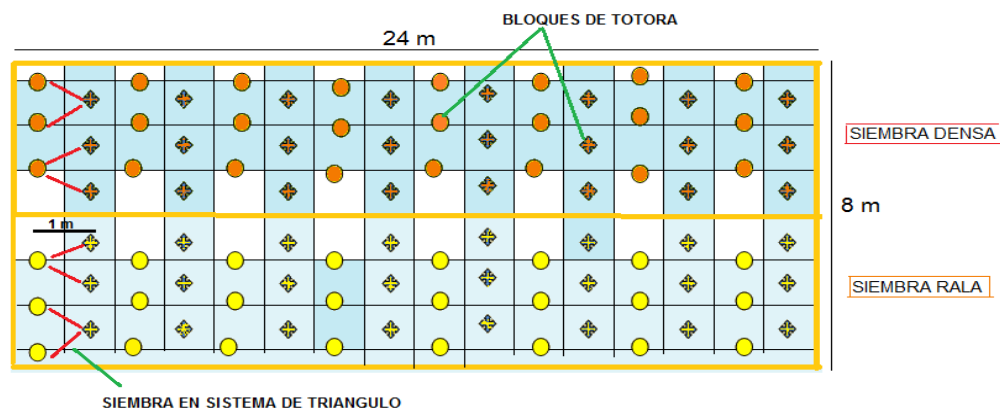 BLOQUES DE TOTORA
24 m
SIEMBRA DENSA
8 m
1 m
SIEMBRA RALA
SIEMBRA EN SISTEMA DE TRIANGULO